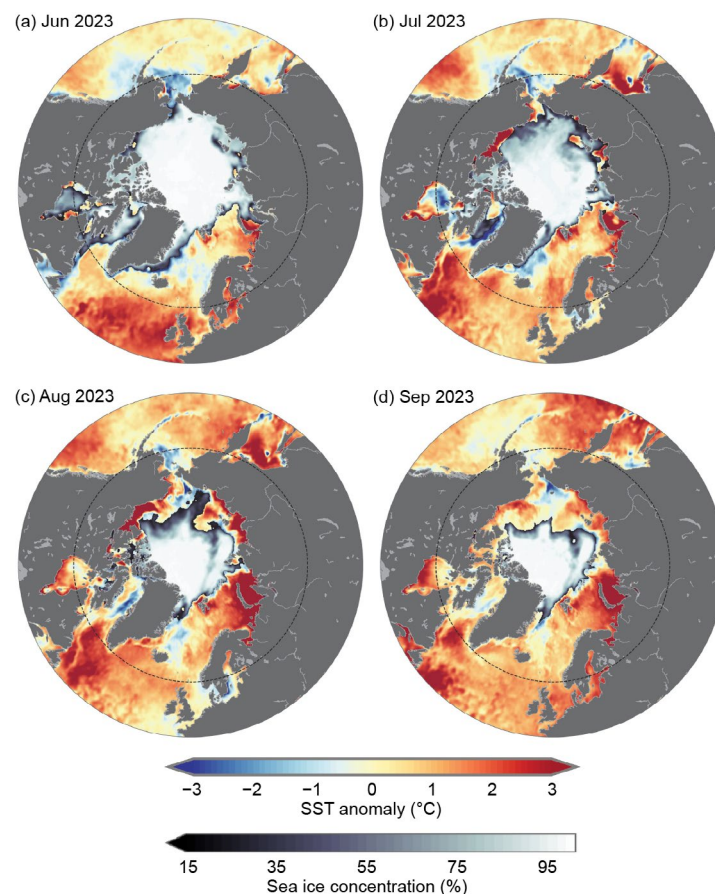 (a) Jun 2023
(b) Jul 2023
(c) Aug 2023
(d) Sep 2023
−3 −2 −1 0 1 2 3
SST anomaly (°C)
15 35 55 75 95
Sea ice concentration (%)